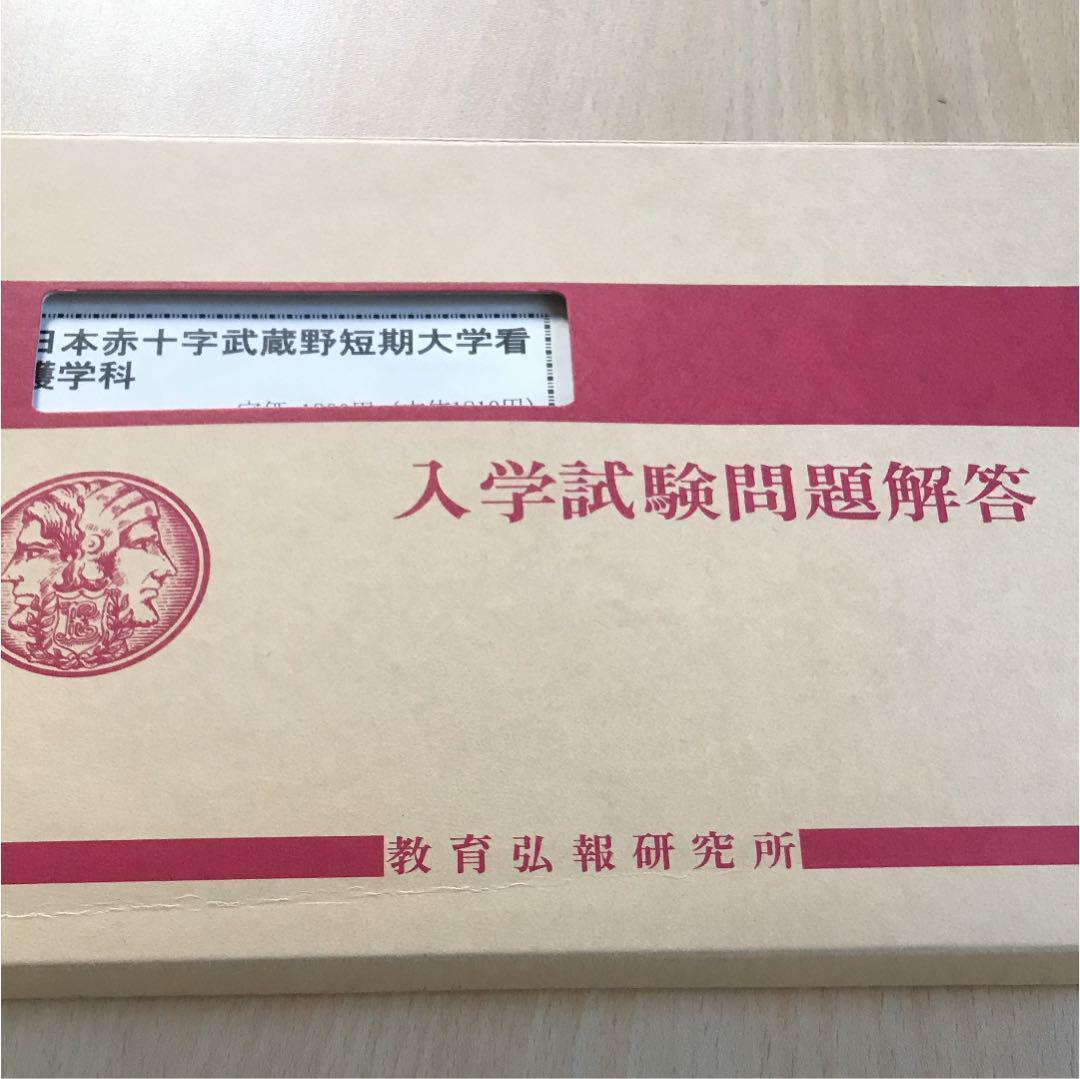 日本赤十字武蔵野短期大学看
護学科
入学試験問題解答
教育弘報研究所